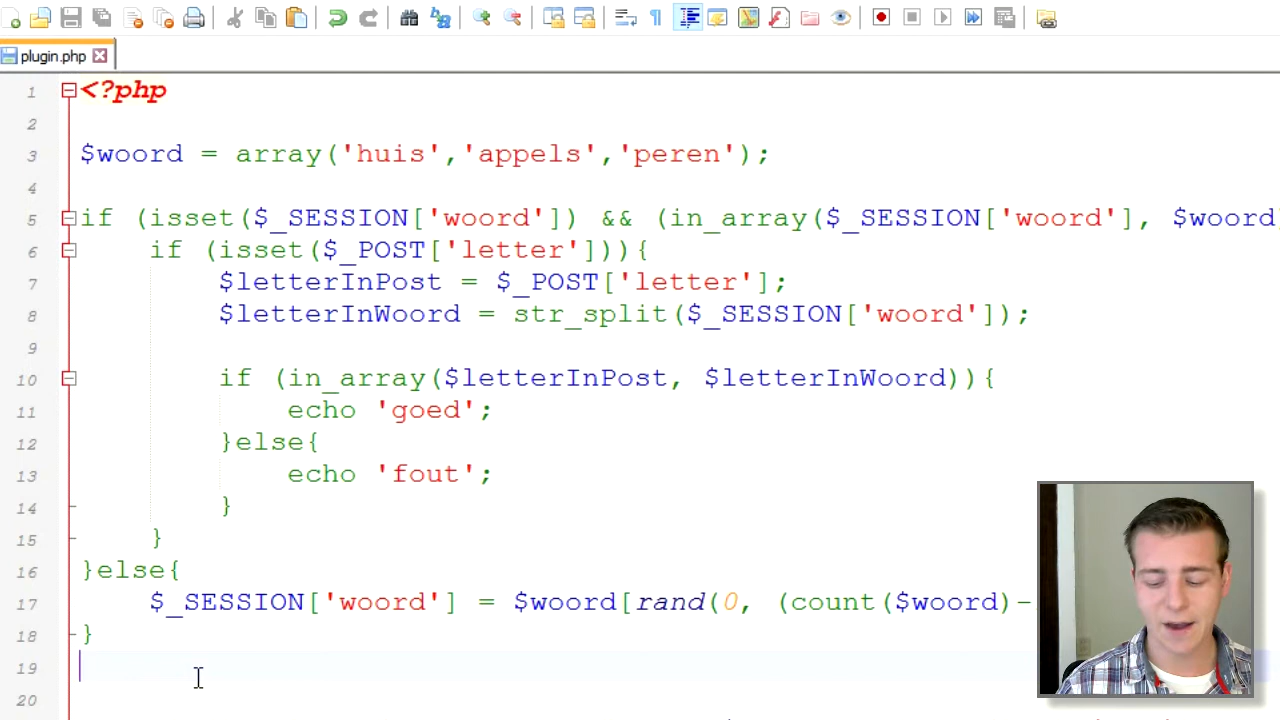 plugin.php
1 <?php
2
3 $woord = array('huis','appels','peren');
4
5 if (isset($_SESSION['woord']) && (in_array($_SESSION['woord'], $woord
6 if (isset($_POST['letter'])){
7 $letterInPost = $_POST['letter'];
8 $letterInWoord = str_split($_SESSION['woord']);
9
10 if (in_array($letterInPost, $letterInWoord)){
11 echo 'goed';
12 }else{
13 echo 'fout';
14 }
15 }
16 }else{
17 $_SESSION['woord'] = $woord[rand(0, (count($woord)-
18 }
19
20